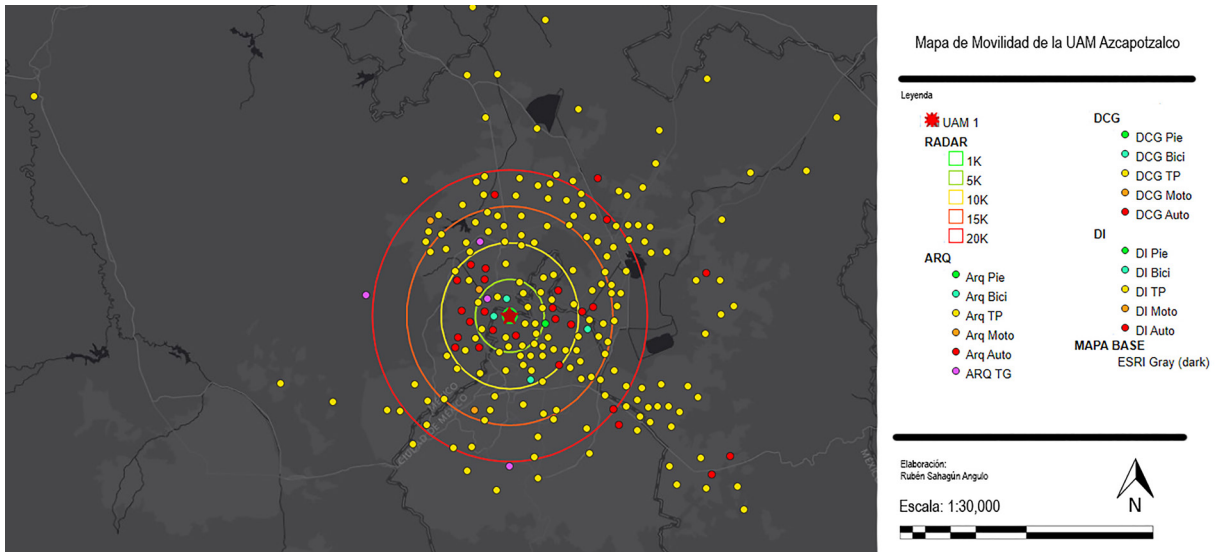 Mapa de Movilidad de la UAM Azcapotzalco
Leyenda
UAM 1
RADAR
1K
5K
10K
15K
20K
ARQ
Arq Pie
Arq Bici
Arq TP
Arq Moto
Arq Auto
ARQ TG
DCG
DCG Pie
DCG Bici
DCG TP
DCG Moto
DCG Auto
DI
DI Pie
DI Bici
DI TP
DI Moto
DI Auto
MAPA BASE
ESRI Gray (dark)
Elaboración:
Rubén Sahagún Angulo
Escala: 1:30,000
N
CIUDAD DE MÉXICO